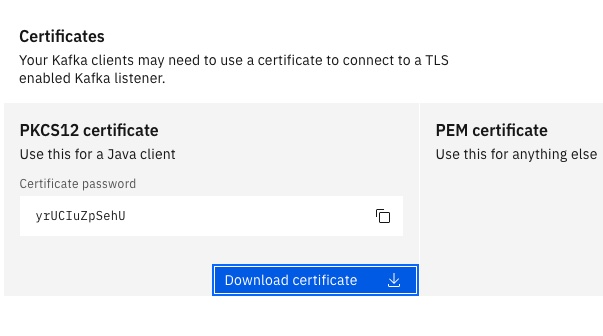 Certificates
Your Kafka clients may need to use a certificate to connect to a TLS
enabled Kafka listener.
PKCS12 certificate
Use this for a Java client
Certificate password
yrUCIuZpSehU
Download certificate
PEM certificate
Use this for anything else